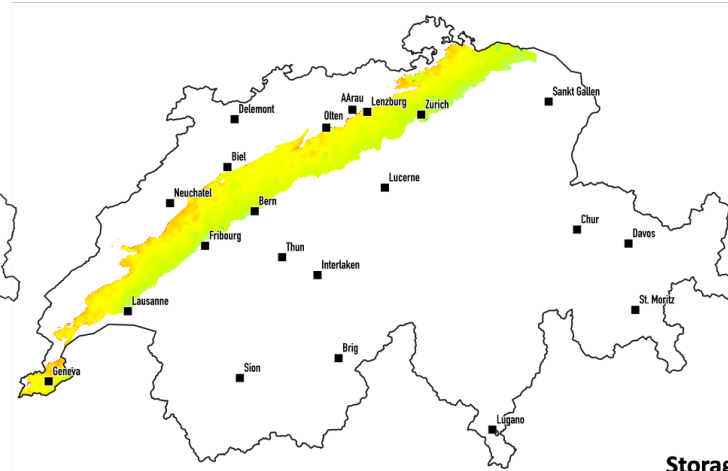 Delemont
AArau
Lenzburg
Olten
Zurich
Sankt Gallen
Biel
Neuchatel
Lucerne
Bern
Fribourg
Thun
Interlaken
Chur
Davos
Lausanne
St. Moritz
Geneva
Sion
Brig
Lugano